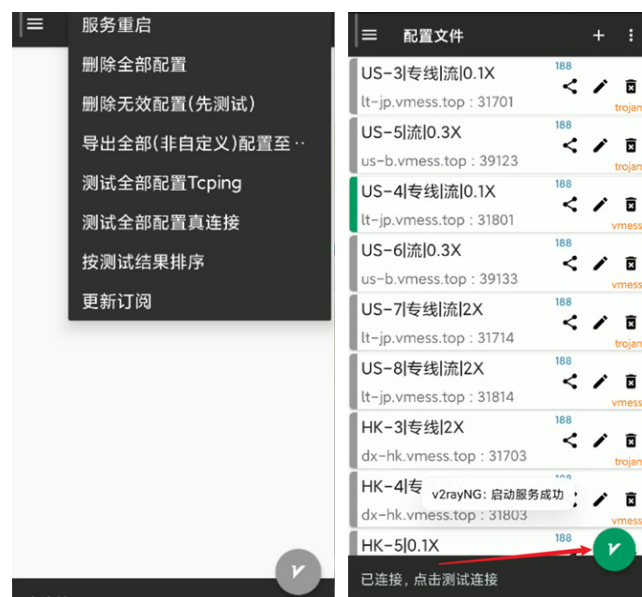 服务重启
删除全部配置
删除无效配置(先测试)
导出全部(非自定义)配置至··
测试全部配置Tcping
测试全部配置真连接
按测试结果排序
更新订阅
配置文件
US-3|专线|流|0.1X
188
lt-jp.vmess.top : 31701
trojan
US-5|流|0.3X
188
us-b.vmess.top : 39123
trojan
US-4|专线|流|0.1X
188
lt-jp.vmess.top : 31801
vmess
US-6|流|0.3X
188
us-b.vmess.top : 39133
vmess
US-7|专线|流|2X
188
lt-jp.vmess.top : 31714
trojan
US-8|专线|流|2X
188
lt-jp.vmess.top : 31814
vmess
HK-3|专线|2X
188
dx-hk.vmess.top : 31703
trojan
HK-4|专
v2rayNG: 启动服务成功
dx-hk.vmess.top : 31803
vmess
HK-5|0.1X
188
已连接，点击测试连接